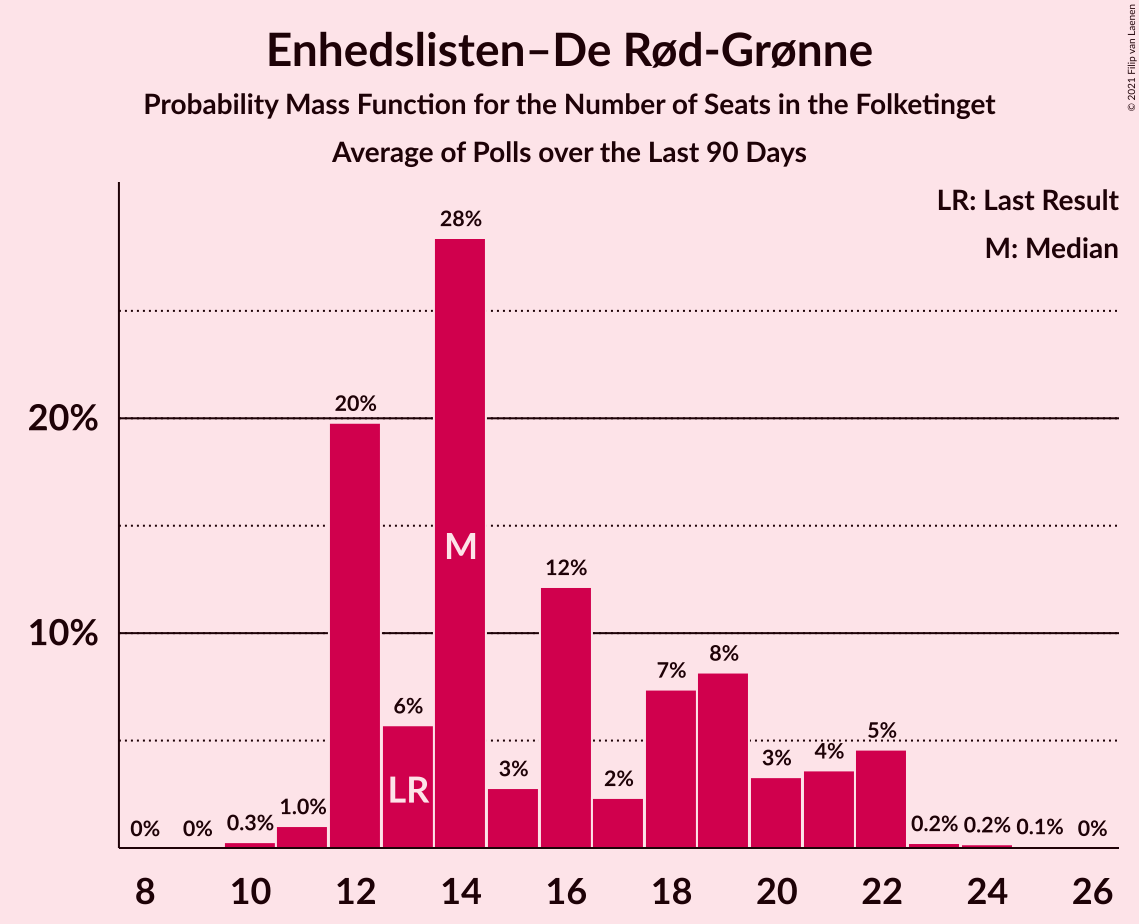 Enhedslisten–De Rød-Grønne
Probability Mass Function for the Number of Seats in the Folketinget
Average of Polls over the Last 90 Days
© 2021 Filip van Laenen
LR: Last Result
M: Median
20%
10%
0%
0%
0.3%
1.0%
20%
6%
28%
3%
12%
2%
7%
8%
3%
4%
5%
0.2%
0.2%
0.1%
0%
LR
M
8 10 12 14 16 18 20 22 24 26